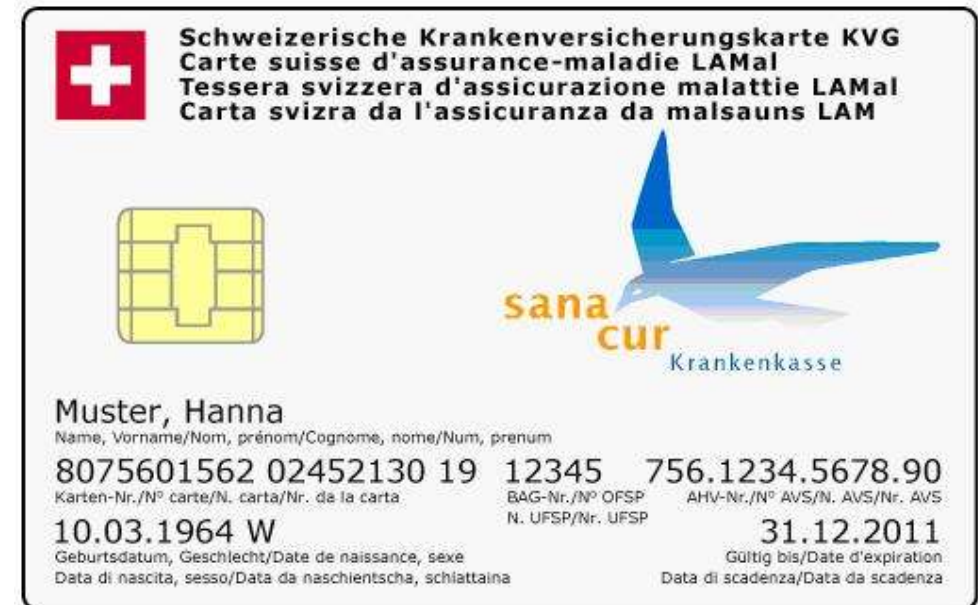 Schweizerische Krankenversicherungskarte KVG
Carte suisse d'assurance-maladie LAMal
Tessera svizzera d'assicurazione malattie LAMal
Carta svizra da l'assicuranza da malsauns LAM
sana
cur
Krankenkasse
Muster, Hanna
Name, Vorname/Nom, prénom/Cognome, nome/Num, prenum
8075601562 02452130 19 12345 756.1234.5678.90
Karten-Nr./Nº carte/N. carta/Nr. da la carta BAG-Nr./Nº OFSP AHV-Nr./Nº AVS/N. AVS/Nr. AVS
N. UFSP/Nr. UFSP
10.03.1964 W 31.12.2011
Geburtsdatum, Geschlecht/Date de naissance, sexe Gültig bis/Date d'expiration
Data di nascita, sesso/Data da naschientscha, schlattaina Data di scadenza/Data da scadenza